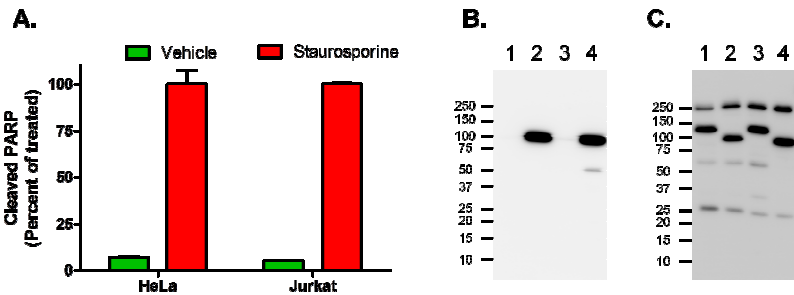 A.
Vehicle
Staurosporine
Cleaved PARP
(Percent of treated)
100
75
50
25
0
HeLa
Jurkat
B.
1 2 3 4
250
150
100
75
50
37
25
20
15
10
C.
1 2 3 4
250
150
100
75
50
37
25
20
15
10